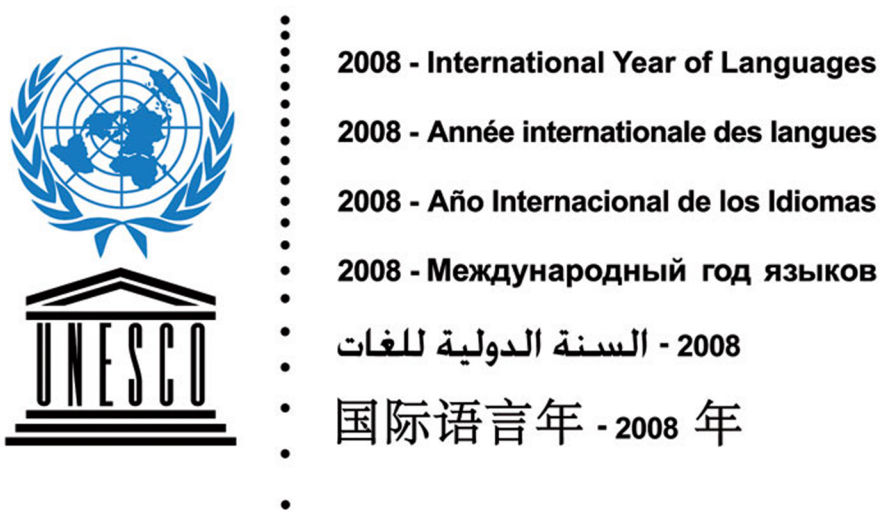 2008 - International Year of Languages
2008 - Année internationale des langues
2008 - Año Internacional de los Idiomas
2008 - Международный год языков
2008 - السنة الدولية للغات
国际语言年 - 2008 年
UNESCO